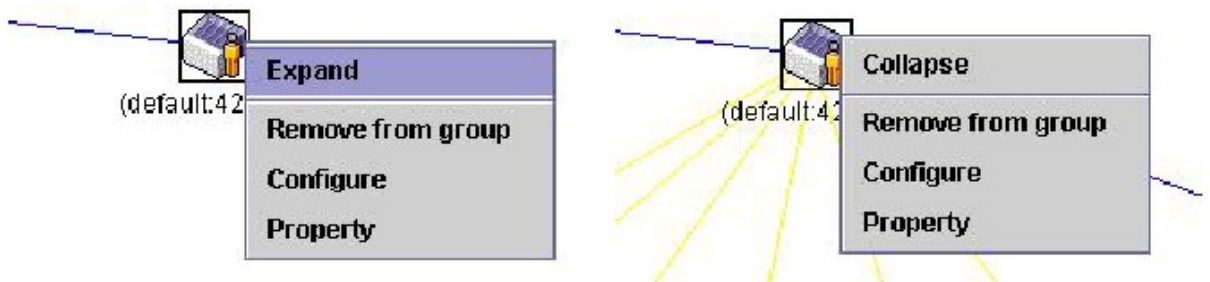 Expand
(default:42
Remove from group
Configure
Property
Collapse
(default:42
Remove from group
Configure
Property